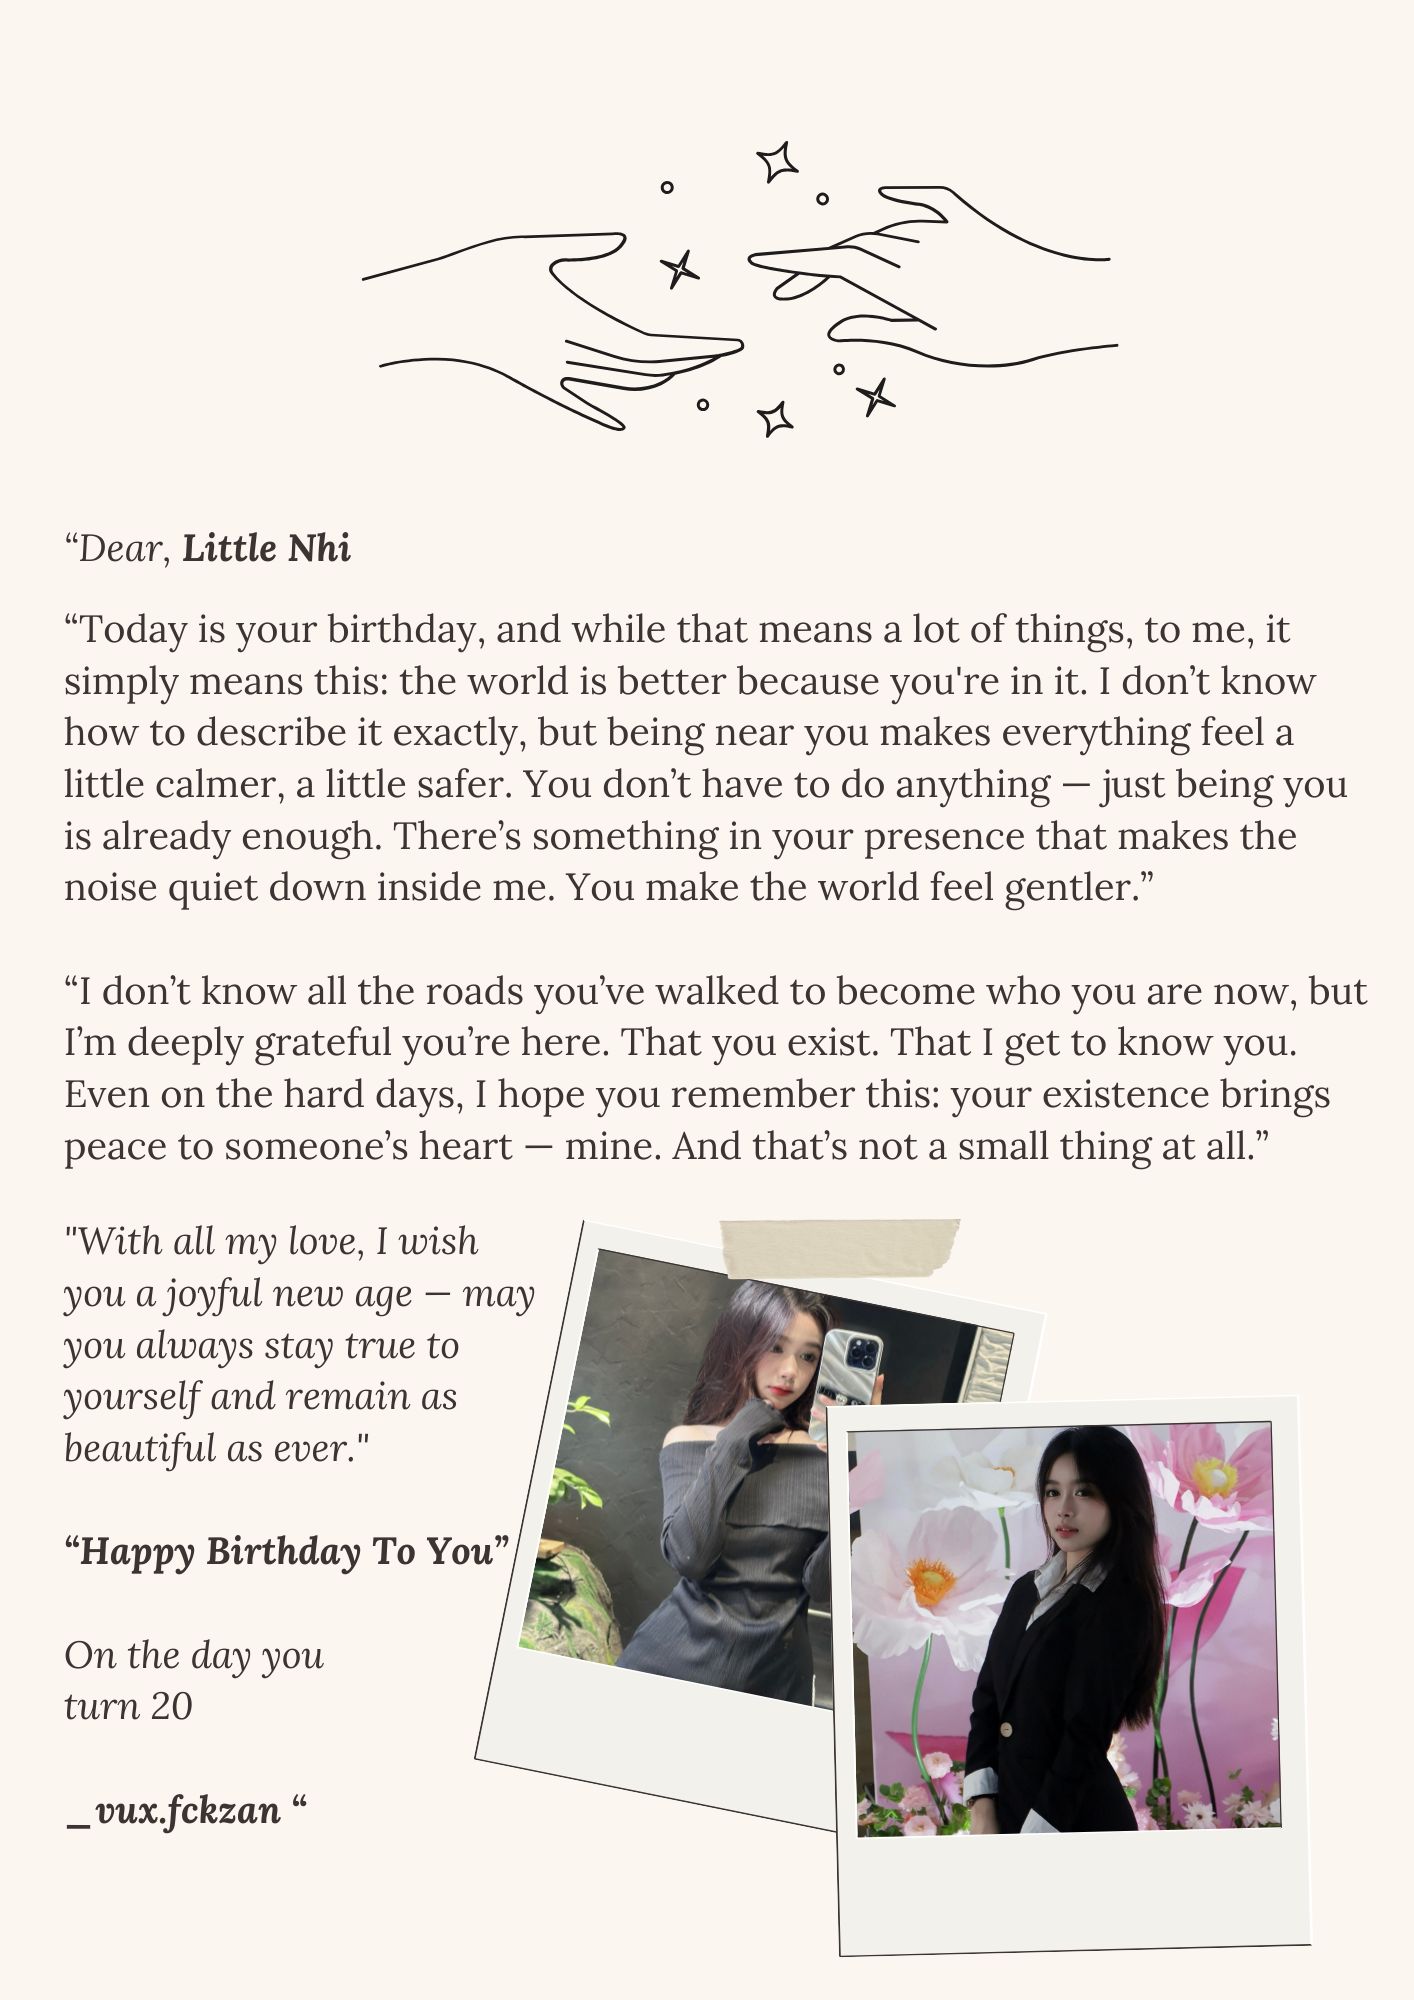 “Dear, Little Nhi
“Today is your birthday, and while that means a lot of things, to me, it
simply means this: the world is better because you're in it. I don’t know
how to describe it exactly, but being near you makes everything feel a
little calmer, a little safer. You don’t have to do anything — just being you
is already enough. There’s something in your presence that makes the
noise quiet down inside me. You make the world feel gentler.”
“I don’t know all the roads you’ve walked to become who you are now, but
I’m deeply grateful you’re here. That you exist. That I get to know you.
Even on the hard days, I hope you remember this: your existence brings
peace to someone’s heart — mine. And that’s not a small thing at all.”
"With all my love, I wish
you a joyful new age — may
you always stay true to
yourself and remain as
beautiful as ever."
“Happy Birthday To You”
On the day you
turn 20
_vux.fckzan “